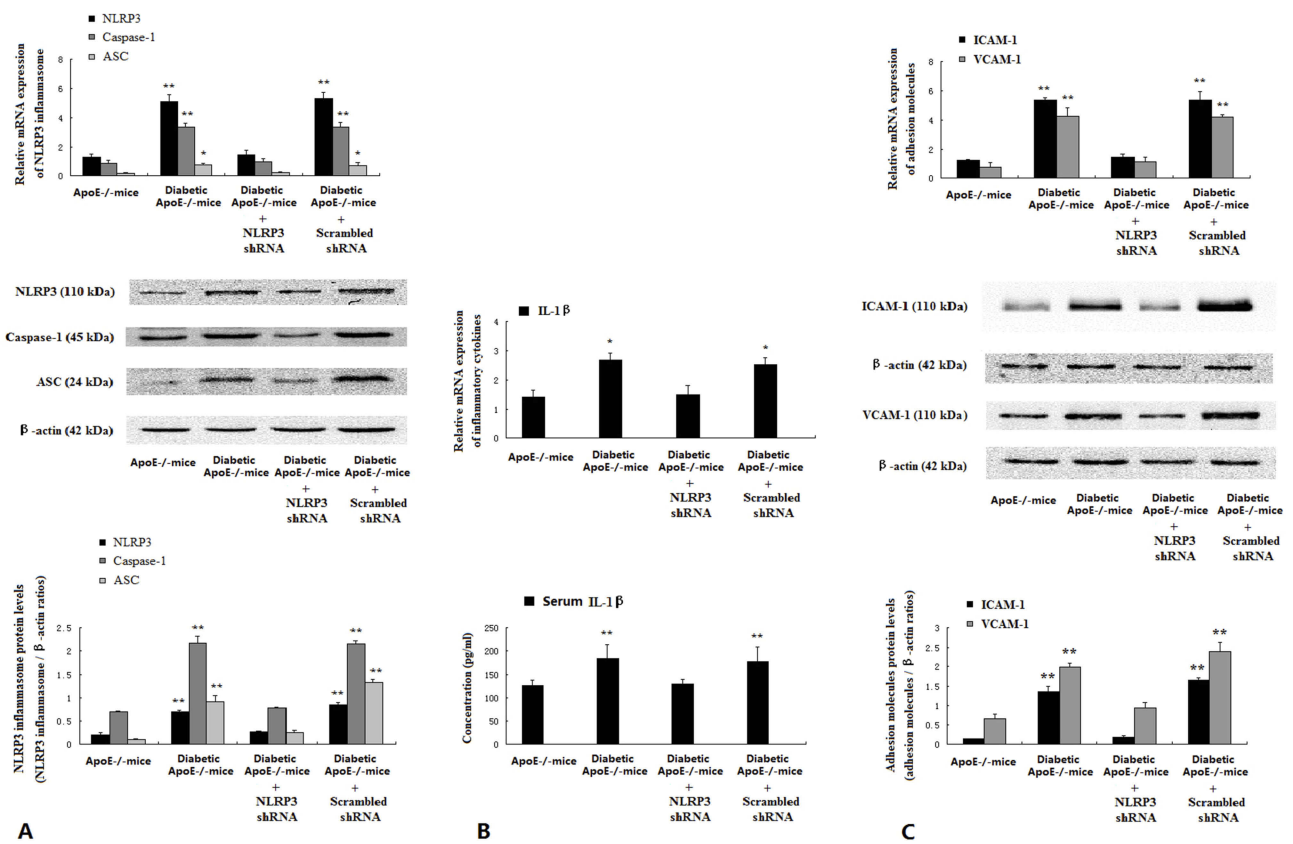 NLRP3
Caspase-1
ASC
Relative mRNA expression
of NLRP3 inflammasome
8
6
4
2
0
**
**
*
**
**
*
ApoE-/-mice
Diabetic
ApoE-/-mice
Diabetic
ApoE-/-mice
+
NLRP3
shRNA
Diabetic
ApoE-/-mice
+
Scrambled
shRNA
NLRP3 (110 kDa)
Caspase-1 (45 kDa)
ASC (24 kDa)
β-actin (42 kDa)
ApoE-/-mice
Diabetic
ApoE-/-mice
Diabetic
ApoE-/-mice
+
NLRP3
shRNA
Diabetic
ApoE-/-mice
+
Scrambled
shRNA
NLRP3
Caspase-1
ASC
NLRP3 inflammasome protein levels
(NLRP3 inflammasome / β-actin ratios)
2.5
2
1.5
1
0.5
0
**
**
**
**
**
**
ApoE-/-mice
Diabetic
ApoE-/-mice
Diabetic
ApoE-/-mice
+
NLRP3
shRNA
Diabetic
ApoE-/-mice
+
Scrambled
shRNA
A
IL-1β
Relative mRNA expression
of inflammatory cytokines
4
3
2
1
0
*
*
ApoE-/-mice
Diabetic
ApoE-/-mice
Diabetic
ApoE-/-mice
+
NLRP3
shRNA
Diabetic
ApoE-/-mice
+
Scrambled
shRNA
Serum IL-1β
Concentration (pg/ml)
250
200
150
100
50
0
**
**
ApoE-/-mice
Diabetic
ApoE-/-mice
Diabetic
ApoE-/-mice
+
NLRP3
shRNA
Diabetic
ApoE-/-mice
+
Scrambled
shRNA
B
ICAM-1
VCAM-1
Relative mRNA expression
of adhesion molecules
8
6
4
2
0
**
**
**
**
ApoE-/-mice
Diabetic
ApoE-/-mice
Diabetic
ApoE-/-mice
+
NLRP3
shRNA
Diabetic
ApoE-/-mice
+
Scrambled
shRNA
ICAM-1 (110 kDa)
β-actin (42 kDa)
VCAM-1 (110 kDa)
β-actin (42 kDa)
ApoE-/-mice
Diabetic
ApoE-/-mice
Diabetic
ApoE-/-mice
+
NLRP3
shRNA
Diabetic
ApoE-/-mice
+
Scrambled
shRNA
ICAM-1
VCAM-1
Adhesion molecules protein levels
(adhesion molecules / β-actin ratios)
3
2.5
2
1.5
1
0.5
0
**
**
**
**
ApoE-/-mice
Diabetic
ApoE-/-mice
Diabetic
ApoE-/-mice
+
NLRP3
shRNA
Diabetic
ApoE-/-mice
+
Scrambled
shRNA
C